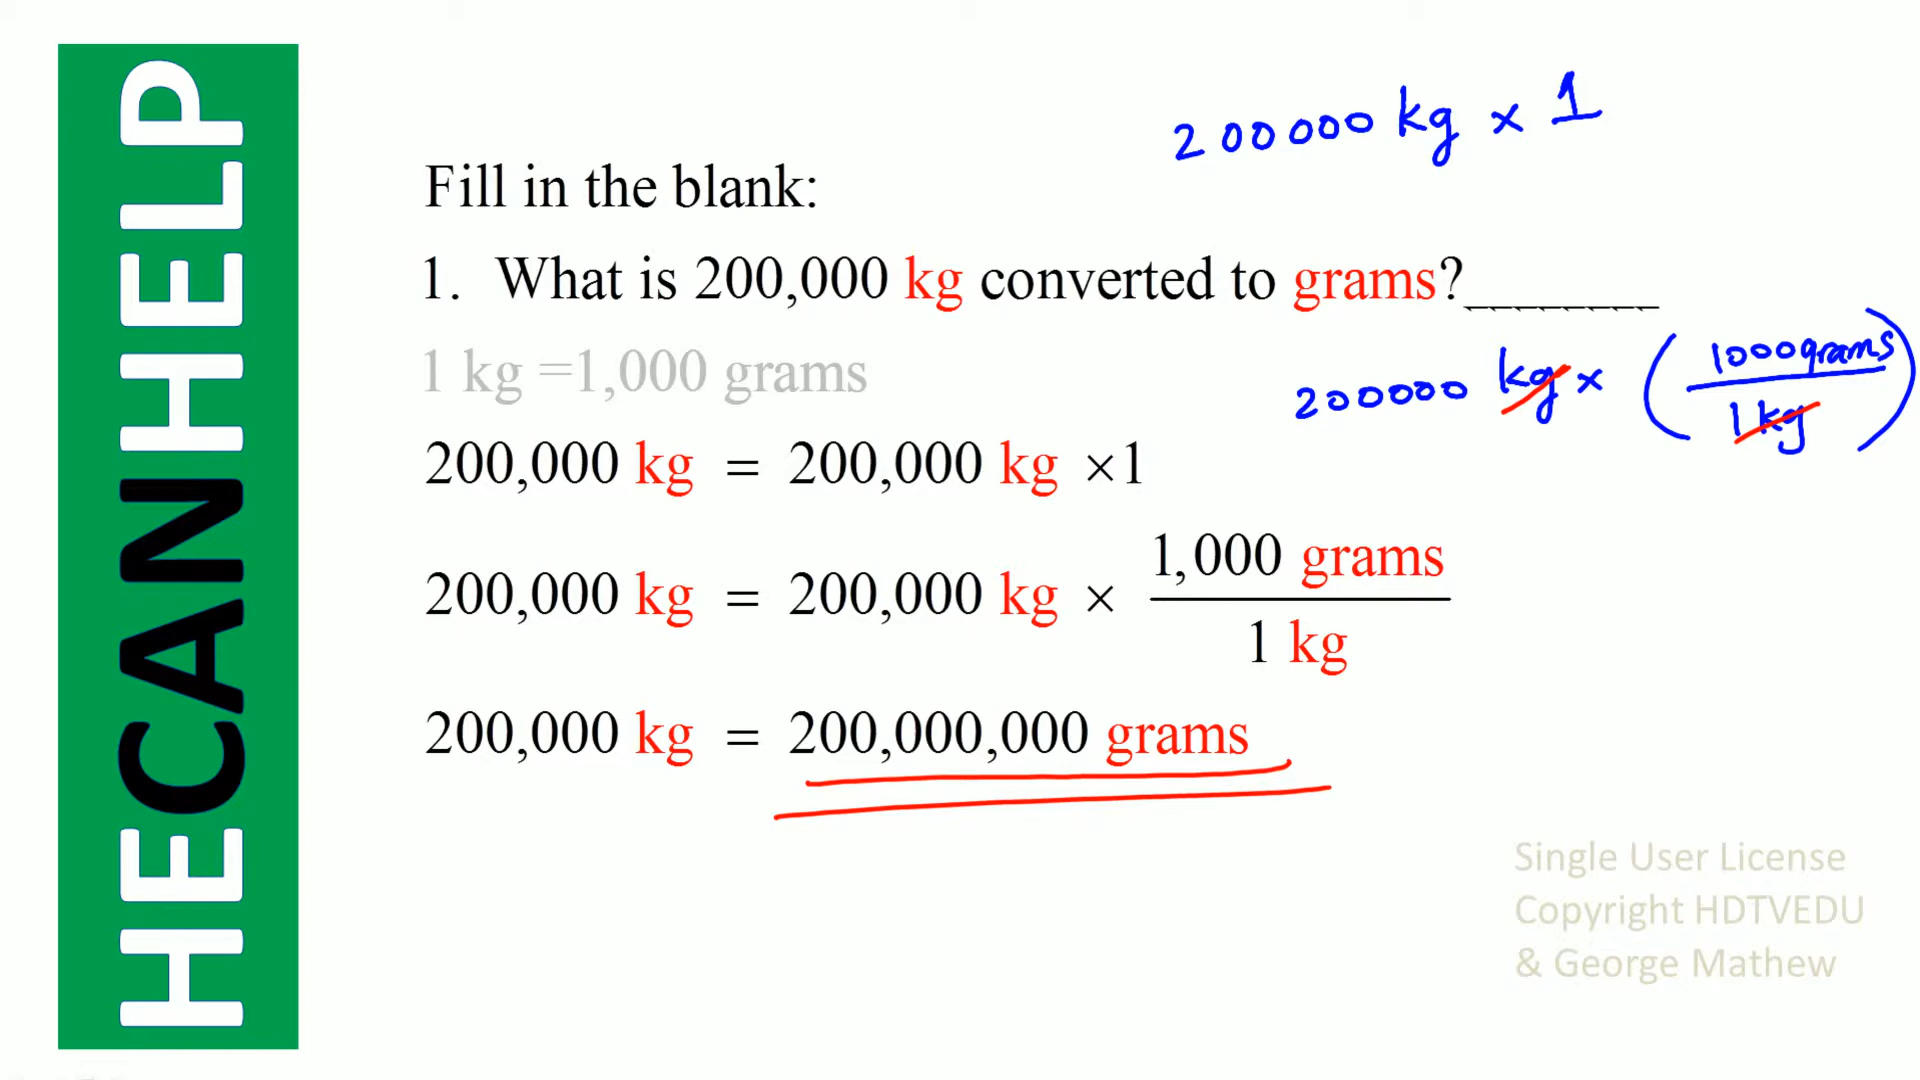 HECANHELP
200000 kg × 1
Fill in the blank:
1. What is 200,000 kg converted to grams?________
1 kg =1,000 grams
200000 kg × (1000grams / 1 kg)
200,000 kg = 200,000 kg ×1
200,000 kg = 200,000 kg × 1,000 grams / 1 kg
200,000 kg = 200,000,000 grams
Single User License
Copyright HDTVEDU
& George Mathew